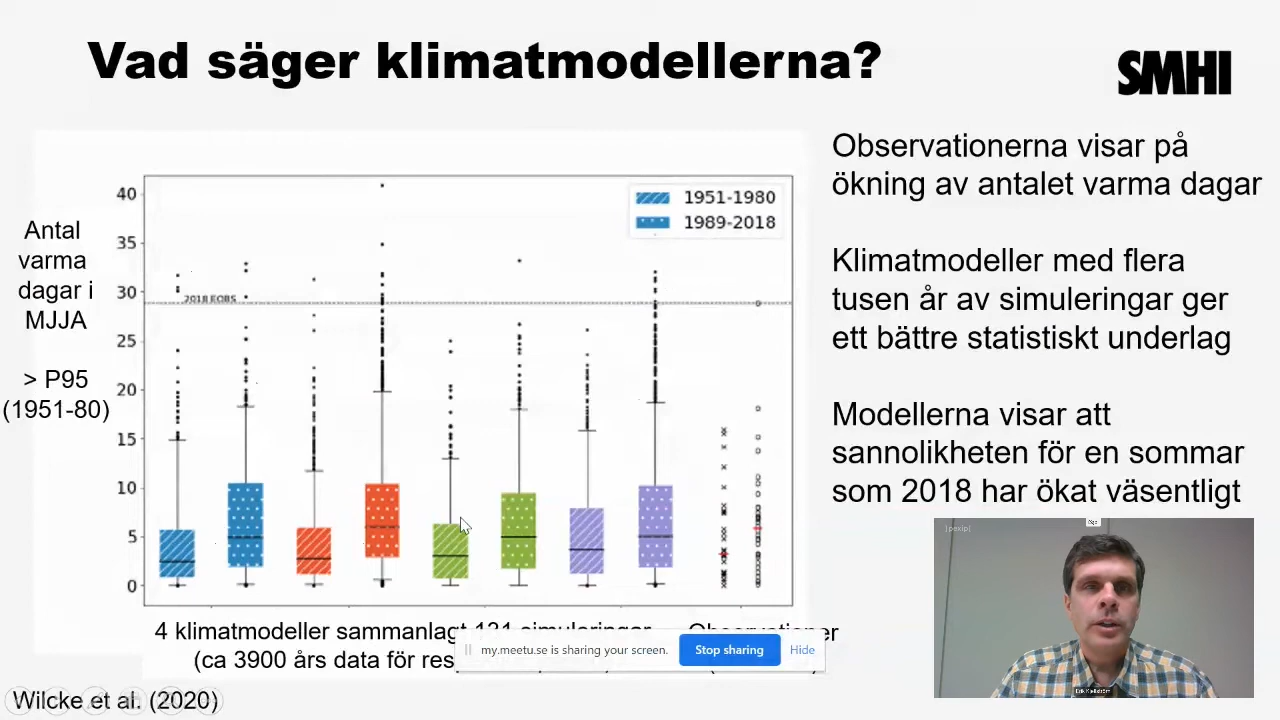 Vad säger klimatmodellerna?
SMHI
Antal
varma
dagar i
MJJA
> P95
(1951-80)
40
35
30
25
20
15
10
5
0
2018 EOBS
1951-1980
1989-2018
4 klimatmodeller sammanlagt 131 simuleringar
(ca 3900 års data för res
Observationer
Wilcke et al. (2020)
Observationerna visar på
ökning av antalet varma dagar
Klimatmodeller med flera
tusen år av simuleringar ger
ett bättre statistiskt underlag
Modellerna visar att
sannolikheten för en sommar
som 2018 har ökat väsentligt
my.meetu.se is sharing your screen.
Stop sharing
Hide
[pexip]
Erik Kjellström